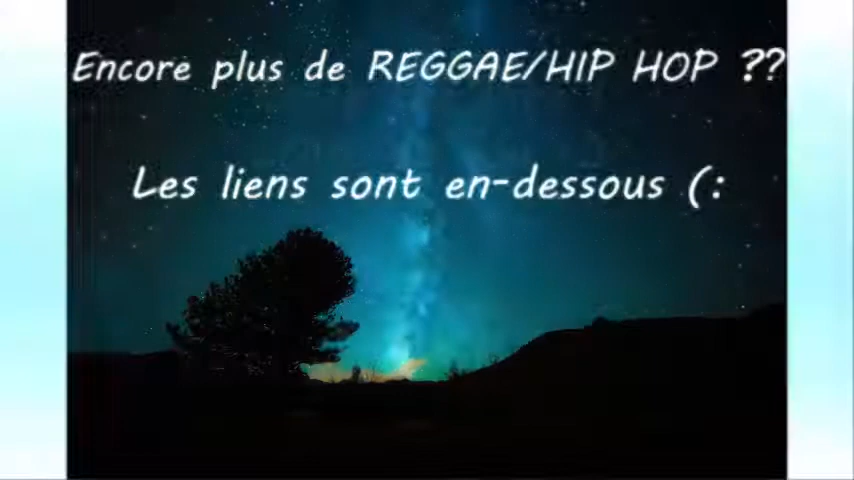 Encore plus de REGGAE/HIP HOP ??
Les liens sont en-dessous (: